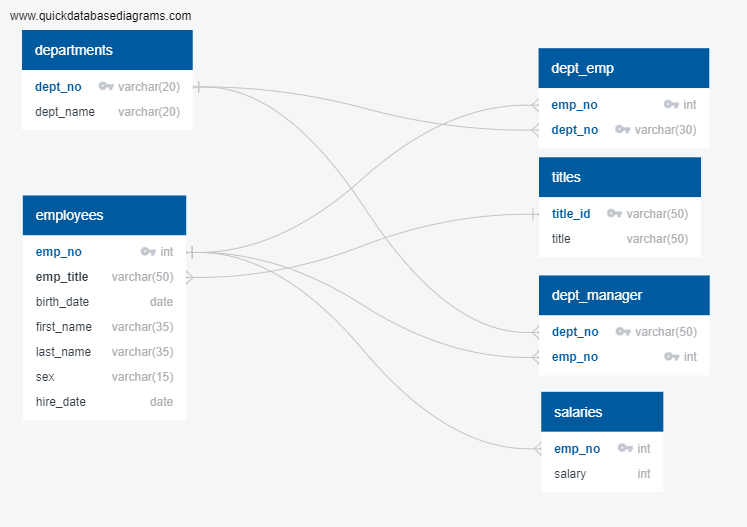 www.quickdatabasediagrams.com
departments
dept_no varchar(20)
dept_name varchar(20)
employees
emp_no int
emp_title varchar(50)
birth_date date
first_name varchar(35)
last_name varchar(35)
sex varchar(15)
hire_date date
dept_emp
emp_no int
dept_no varchar(30)
titles
title_id varchar(50)
title varchar(50)
dept_manager
dept_no varchar(50)
emp_no int
salaries
emp_no int
salary int